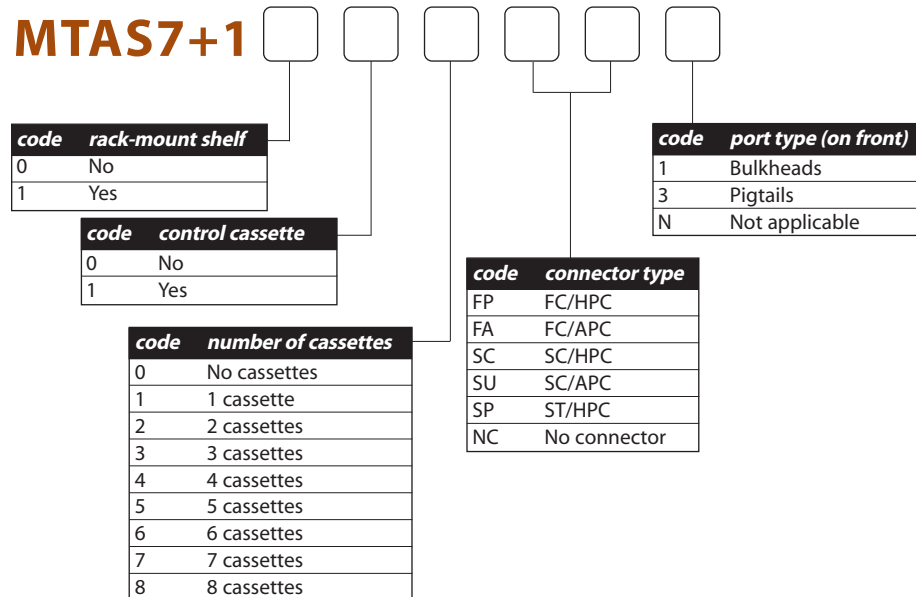 MTAS7+1
code rack-mount shelf
0 No
1 Yes
code control cassette
0 No
1 Yes
code number of cassettes
0 No cassettes
1 1 cassette
2 2 cassettes
3 3 cassettes
4 4 cassettes
5 5 cassettes
6 6 cassettes
7 7 cassettes
8 8 cassettes
code connector type
FP FC/HPC
FA FC/APC
SC SC/HPC
SU SC/APC
SP ST/HPC
NC No connector
code port type (on front)
1 Bulkheads
3 Pigtails
N Not applicable